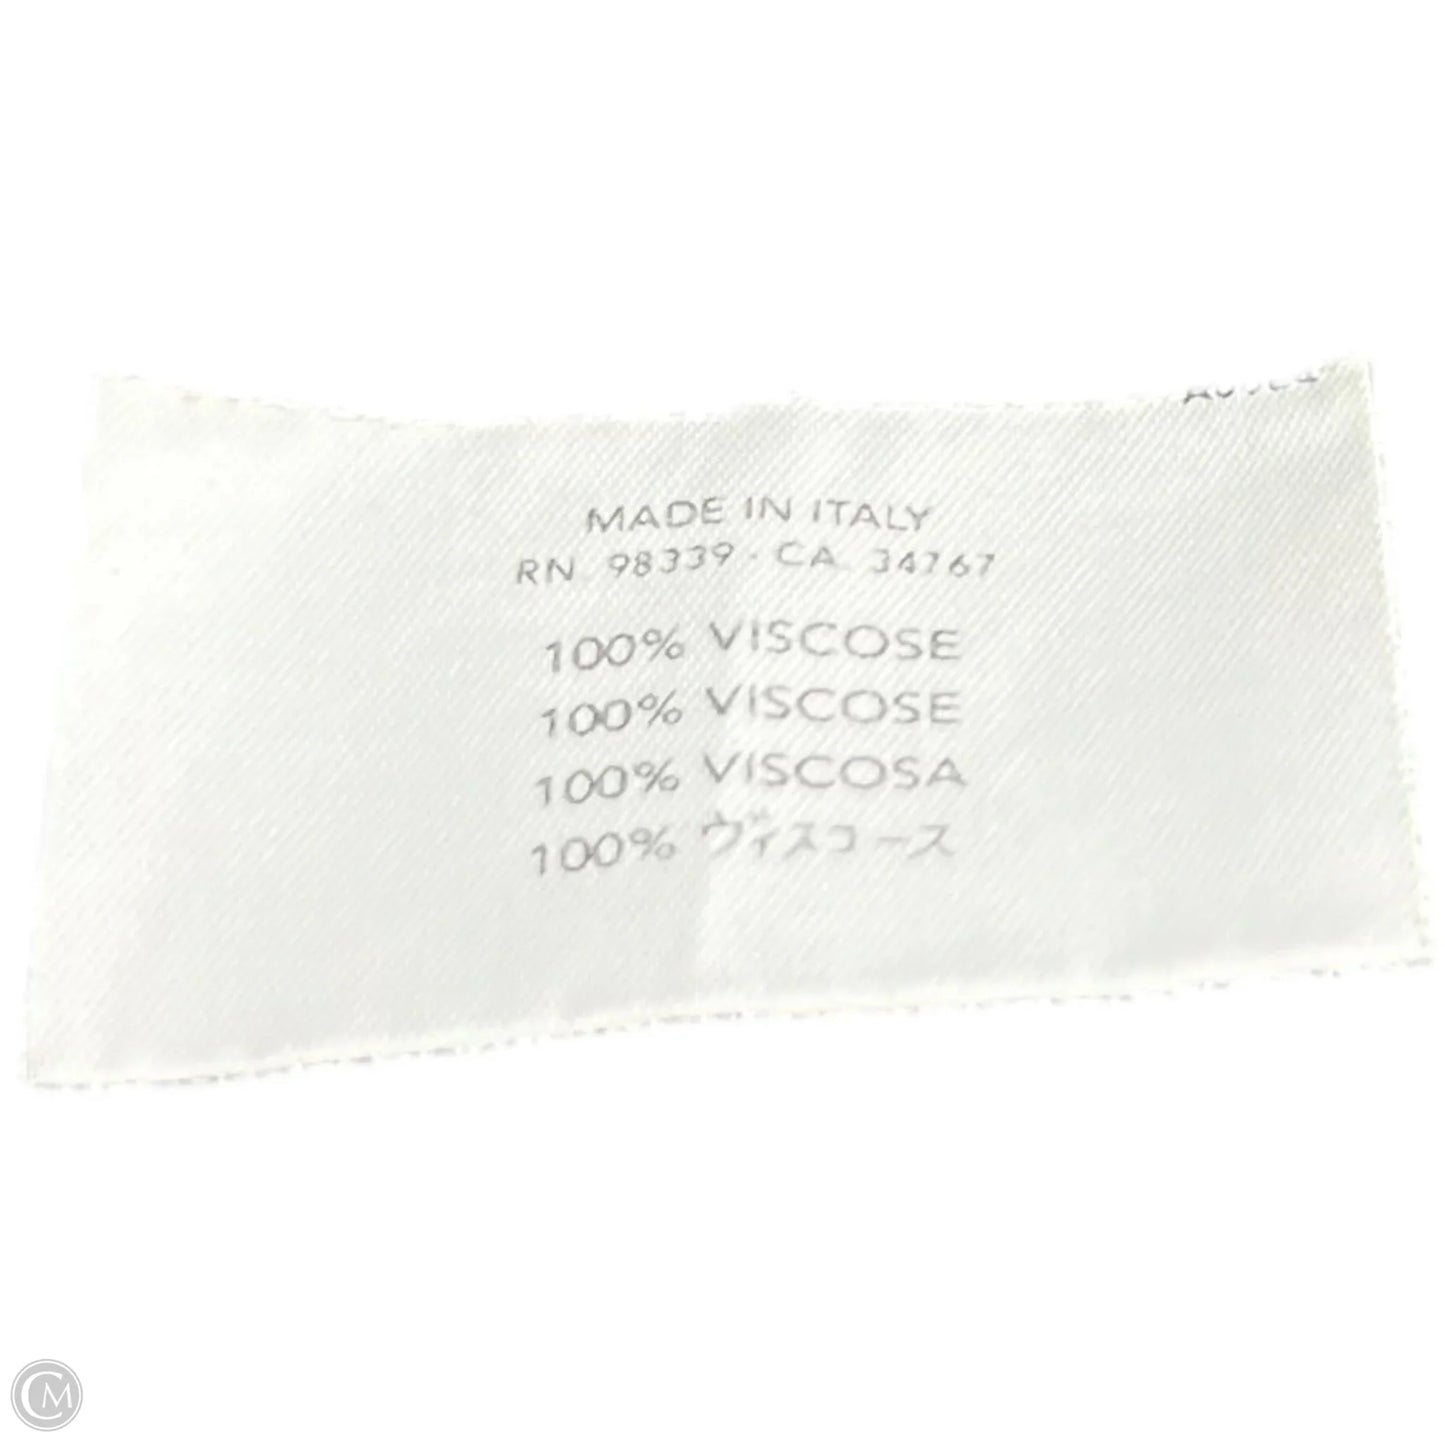 MADE IN ITALY
RN 98339 · CA 34767
100% VISCOSE
100% VISCOSE
100% VISCOSA
100% ヴィスコース
CM